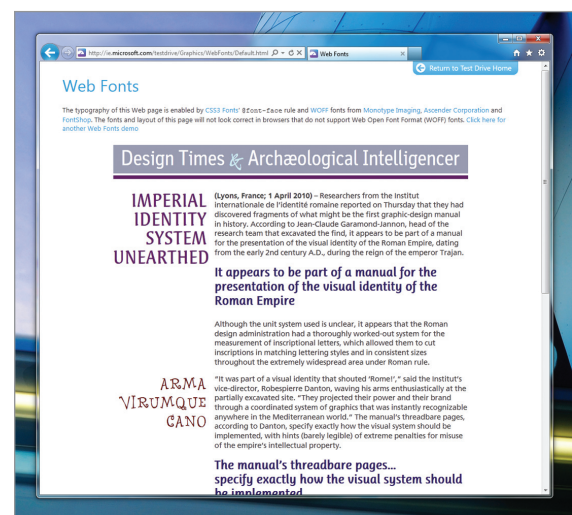 http://ie.microsoft.com/testdrive/Graphics/WebFonts/Default.html
Web Fonts
Return to Test Drive Home
Web Fonts
The typography of this Web page is enabled by CSS3 Fonts' @font-face rule and WOFF fonts from Monotype Imaging, Ascender Corporation and
FontShop. The fonts and layout of this page will not look correct in browsers that do not support Web Open Font Format (WOFF) fonts. Click here for
another Web Fonts demo
Design Times & Archæological Intelligencer
IMPERIAL
IDENTITY
SYSTEM
UNEARTHED
(Lyons, France; 1 April 2010) – Researchers from the Institut
internationale de l'identité romaine reported on Thursday that they had
discovered fragments of what might be the first graphic-design manual
in history. According to Jean-Claude Garamond-Jannon, head of the
research team that excavated the find, it appears to be part of a manual
for the presentation of the visual identity of the Roman Empire, dating
from the early 2nd century A.D., during the reign of the emperor Trajan.
It appears to be part of a manual for the
presentation of the visual identity of the
Roman Empire
Although the unit system used is unclear, it appears that the Roman
design administration had a thoroughly worked-out system for the
measurement of inscriptional letters, which allowed them to cut
inscriptions in matching lettering styles and in consistent sizes
throughout the extremely widespread area under Roman rule.
ARMA
VIRUMQUE
CANO
"It was part of a visual identity that shouted 'Rome!'," said the Institut's
vice-director, Robespierre Danton, waving his arms enthusiastically at the
partially excavated site. "They projected their power and their brand
through a coordinated system of graphics that was instantly recognizable
anywhere in the Mediterranean world." The manual's threadbare pages,
according to Danton, specify exactly how the visual system should be
implemented, with hints (barely legible) of extreme penalties for misuse
of the empire's intellectual property.
The manual's threadbare pages...
specify exactly how the visual system should
be implemented